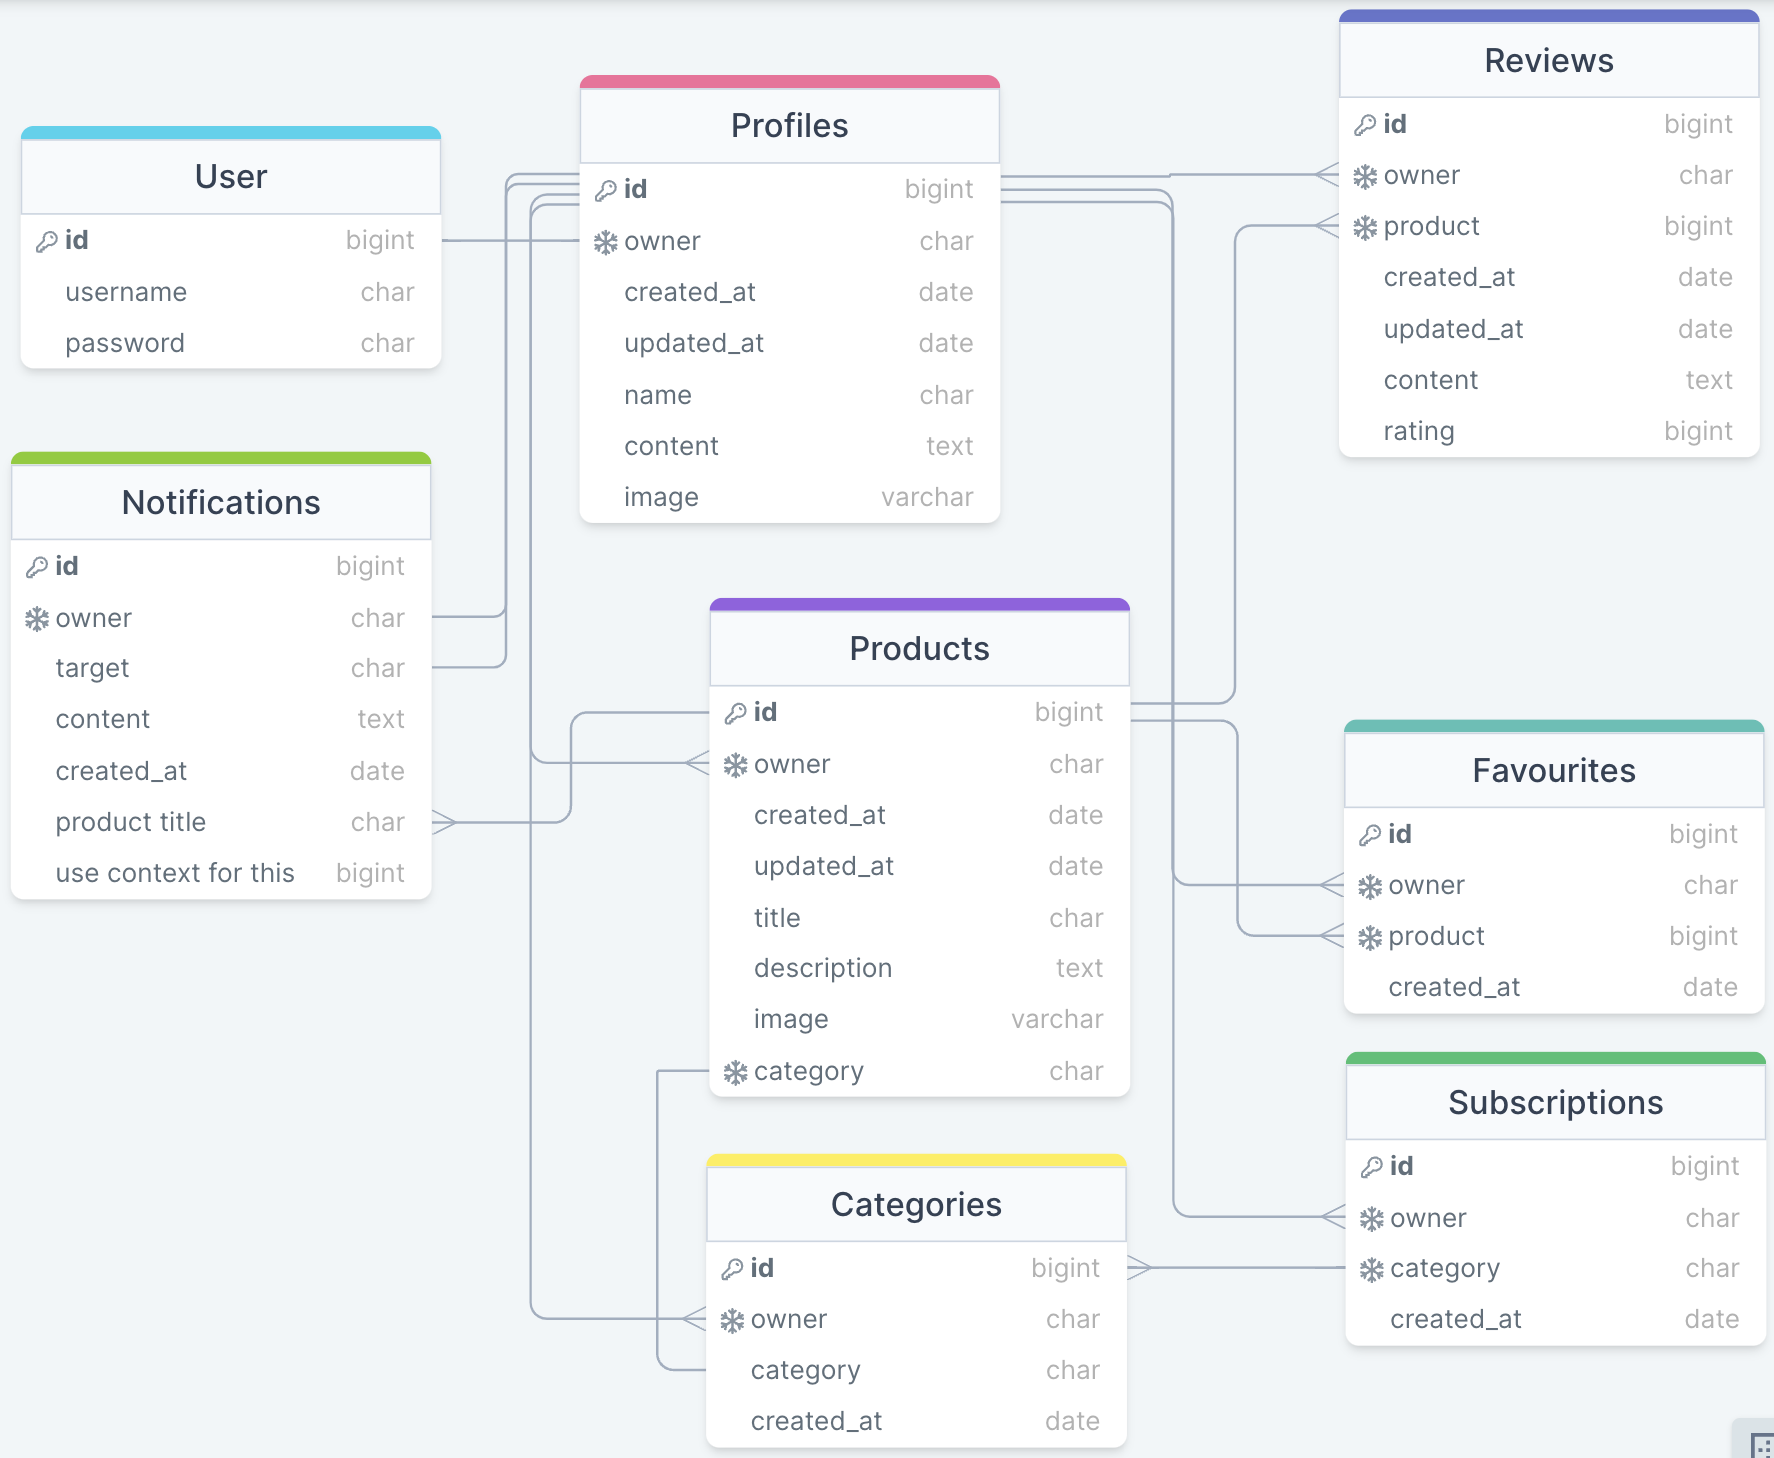 User
id bigint
username char
password char
Profiles
id bigint
owner char
created_at date
updated_at date
name char
content text
image varchar
Reviews
id bigint
owner char
product bigint
created_at date
updated_at date
content text
rating bigint
Notifications
id bigint
owner char
target char
content text
created_at date
product title char
use context for this bigint
Products
id bigint
owner char
created_at date
updated_at date
title char
description text
image varchar
category char
Favourites
id bigint
owner char
product bigint
created_at date
Categories
id bigint
owner char
category char
created_at date
Subscriptions
id bigint
owner char
category char
created_at date